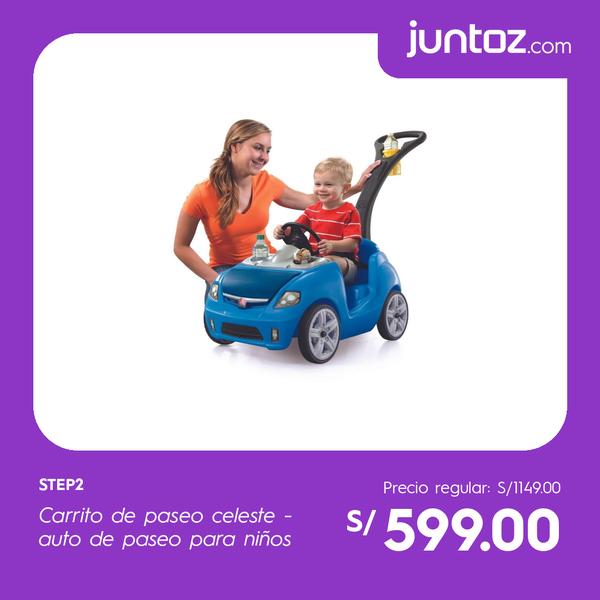 juntoz.com
STEP2
Carrito de paseo celeste -
auto de paseo para niños
Precio regular: S/1149.00
S/ 599.00